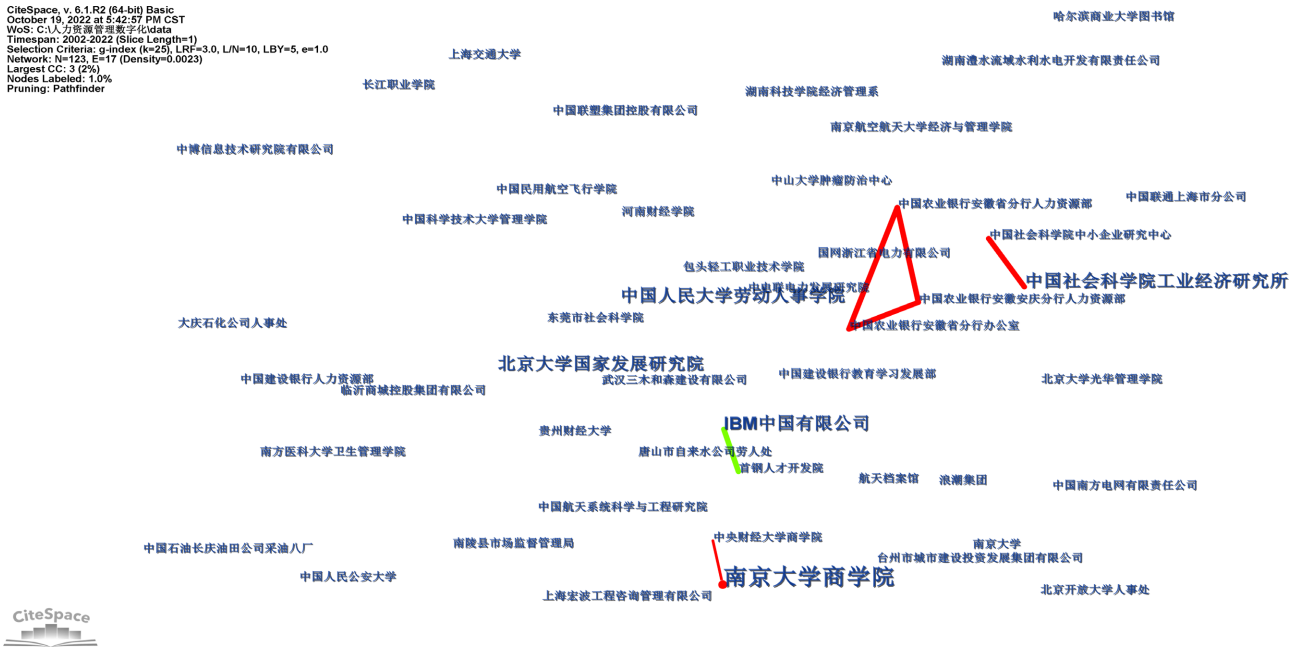 CiteSpace, v. 6.1.R2 (64-bit) Basic
October 19, 2022 at 5:42:57 PM CST
WoS: C:\人力资源管理数字化\data
Timespan: 2002-2022 (Slice Length=1)
Selection Criteria: g-index (k=25), LRF=3.0, L/N=10, LBY=5, e=1.0
Network: N=123, E=17 (Density=0.0023)
Largest CC: 3 (2%)
Nodes Labeled: 1.0%
Pruning: Pathfinder
哈尔滨商业大学图书馆
上海交通大学
湖南澧水流域水利水电开发有限责任公司
长江职业学院
湖南科技学院经济管理系
中国联塑集团控股有限公司
南京航空航天大学经济与管理学院
中博信息技术研究院有限公司
中山大学肿瘤防治中心
中国民用航空飞行学院
中国联通上海市分公司
中国农业银行安徽省分行人力资源部
河南财经学院
中国科学技术大学管理学院
中国社会科学院中小企业研究中心
国网浙江省电力有限公司
包头轻工职业技术学院
中国社会科学院工业经济研究所
中电联电力发展研究院
中国人民大学劳动人事学院
中国农业银行安徽安庆分行人力资源部
东莞市社会科学院
大庆石化公司人事处
中国农业银行安徽省分行办公室
北京大学国家发展研究院
中国建设银行教育学习发展部
中国建设银行人力资源部
武汉三木和森建设有限公司
北京大学光华管理学院
临沂商城控股集团有限公司
IBM中国有限公司
贵州财经大学
南方医科大学卫生管理学院
唐山市自来水公司劳人处
首钢人才开发院
航天档案馆
浪潮集团
中国南方电网有限责任公司
中国航天系统科学与工程研究院
中央财经大学商学院
南陵县市场监督管理局
南京大学
中国石油长庆油田公司采油八厂
台州市城市建设投资发展集团有限公司
中国人民公安大学
南京大学商学院
北京开放大学人事处
上海宏波工程咨询管理有限公司
CiteSpace